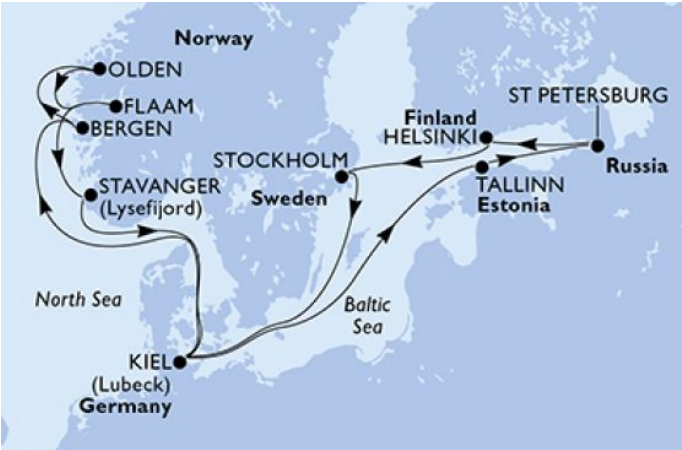 Norway
OLDEN
FLAAM
BERGEN
ST PETERSBURG
Finland
HELSINKI
Russia
STOCKHOLM
Sweden
TALLINN
Estonia
STAVANGER
(Lysefijord)
North Sea
Baltic
Sea
KIEL
(Lubeck)
Germany